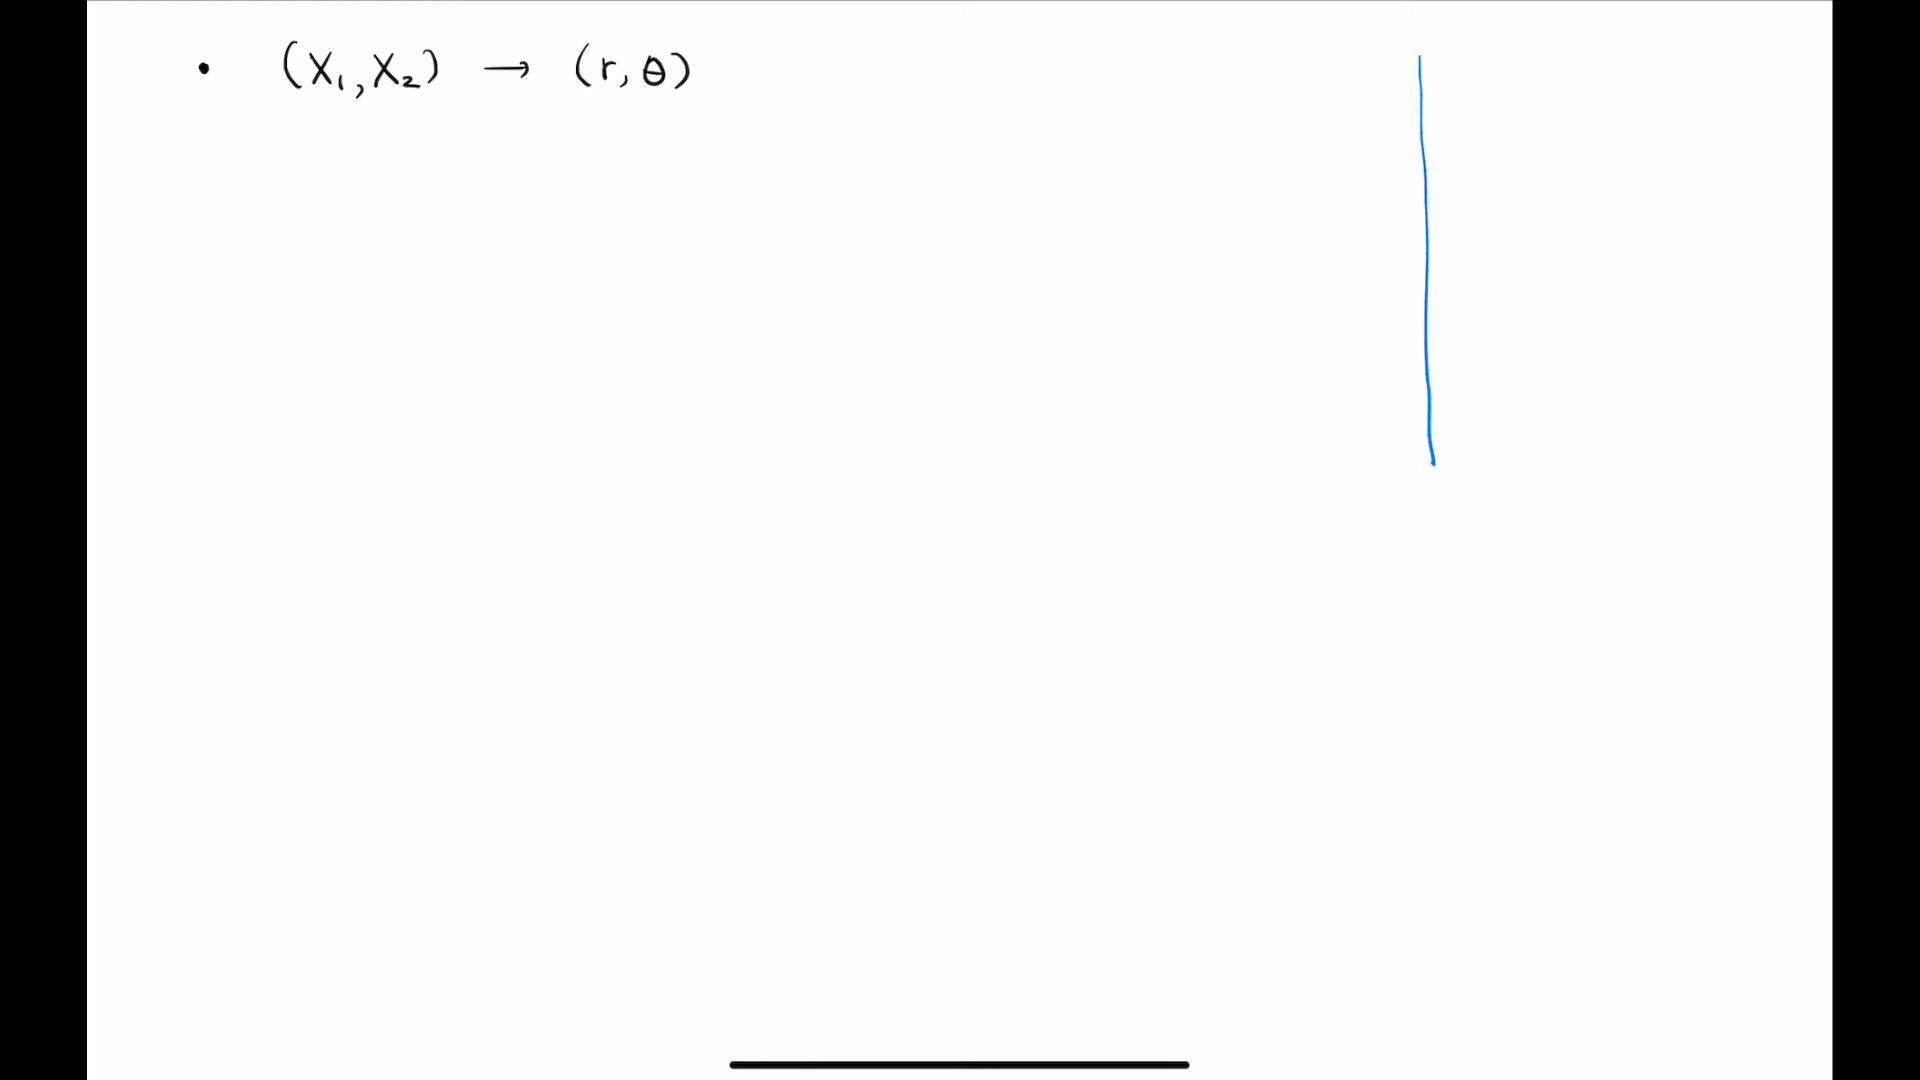 • (X₁, X₂) → (r, θ)